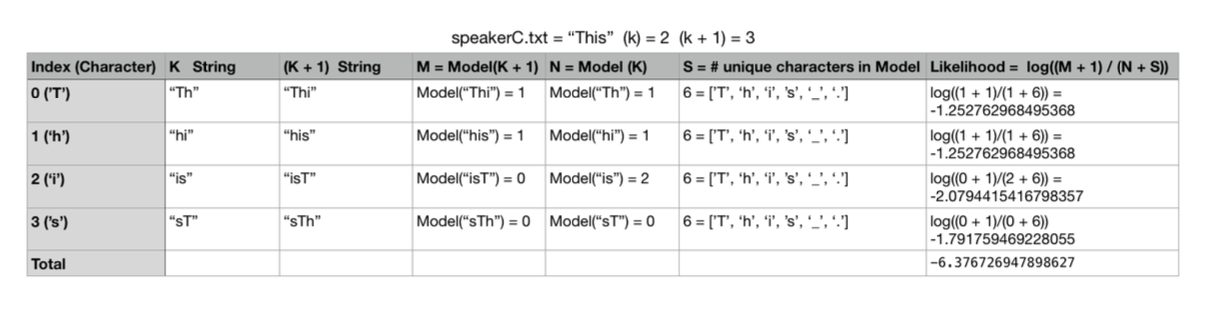 speakerC.txt = “This” (k) = 2 (k + 1) = 3
Index (Character) K String (K + 1) String M = Model(K + 1) N = Model (K) S = # unique characters in Model Likelihood = log((M + 1) / (N + S))
0 ('T') “Th” “Thi” Model(“Thi”) = 1 Model(“Th”) = 1 6 = ['T', ‘h’, ‘i’, ’s’, ‘_’, ‘.’] log((1 + 1)/(1 + 6)) =
-1.252762968495368
1 (‘h’) “hi” “his” Model(“his”) = 1 Model(“hi”) = 1 6 = ['T', ‘h’, ‘i’, ’s’, ‘_’, ‘.’] log((1 + 1)/(1 + 6)) =
-1.252762968495368
2 (‘i’) “is” “isT” Model(“isT”) = 0 Model(“is”) = 2 6 = ['T', ‘h’, ‘i’, ’s’, ‘_’, ‘.’] log((0 + 1)/(2 + 6)) =
-2.0794415416798357
3 (’s’) “sT” “sTh” Model(“sTh”) = 0 Model(“sT”) = 0 6 = ['T', ‘h’, ‘i’, ’s’, ‘_’, ‘.’] log((0 + 1)/(0 + 6))
-1.791759469228055
Total -6.376726947898627